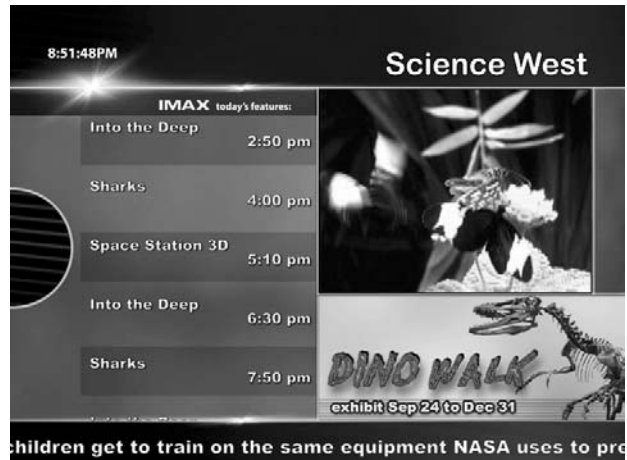 8:51:48PM
Science West
IMAX today's features:
Into the Deep
2:50 pm
Sharks
4:00 pm
Space Station 3D
5:10 pm
Into the Deep
6:30 pm
Sharks
7:50 pm
DINO WALK
exhibit Sep 24 to Dec 31
children get to train on the same equipment NASA uses to pre